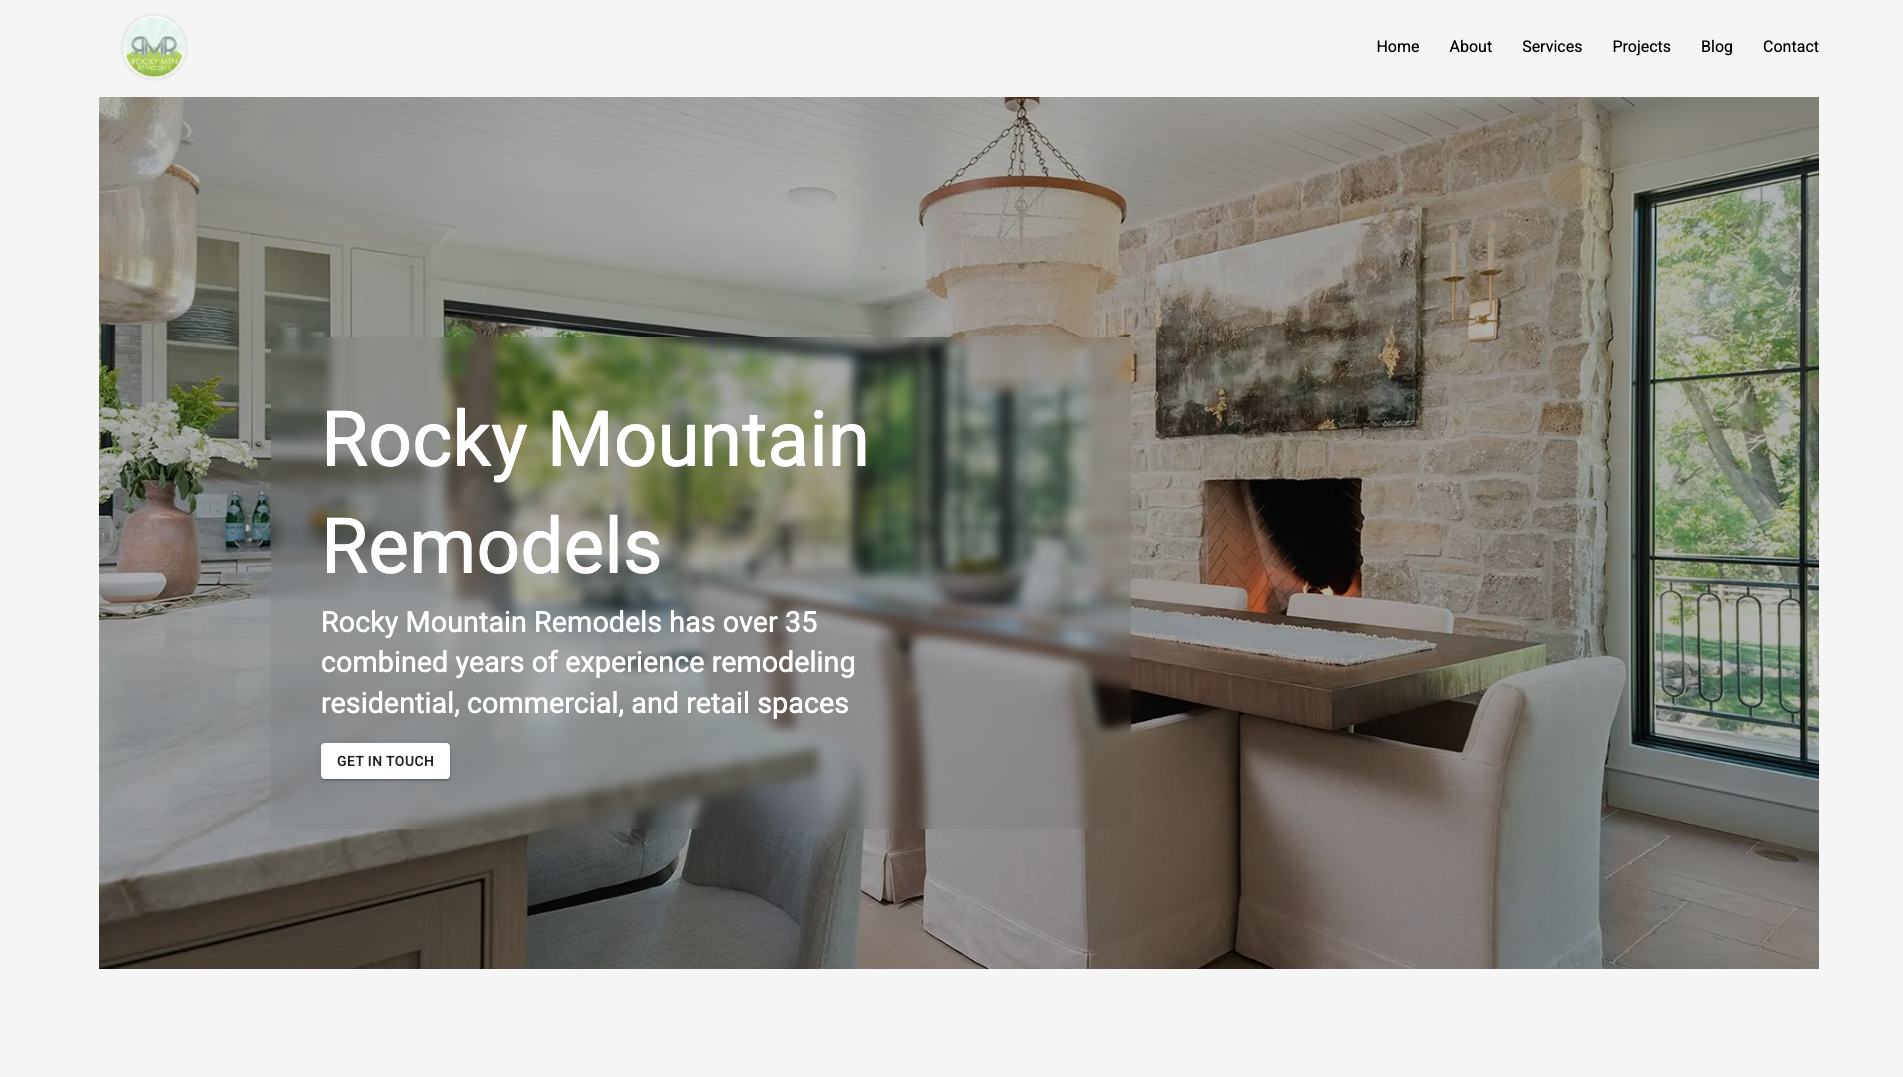 RMR
ROCKY MTN
REMODELS
Home About Services Projects Blog Contact
Rocky Mountain
Remodels
Rocky Mountain Remodels has over 35
combined years of experience remodeling
residential, commercial, and retail spaces
GET IN TOUCH